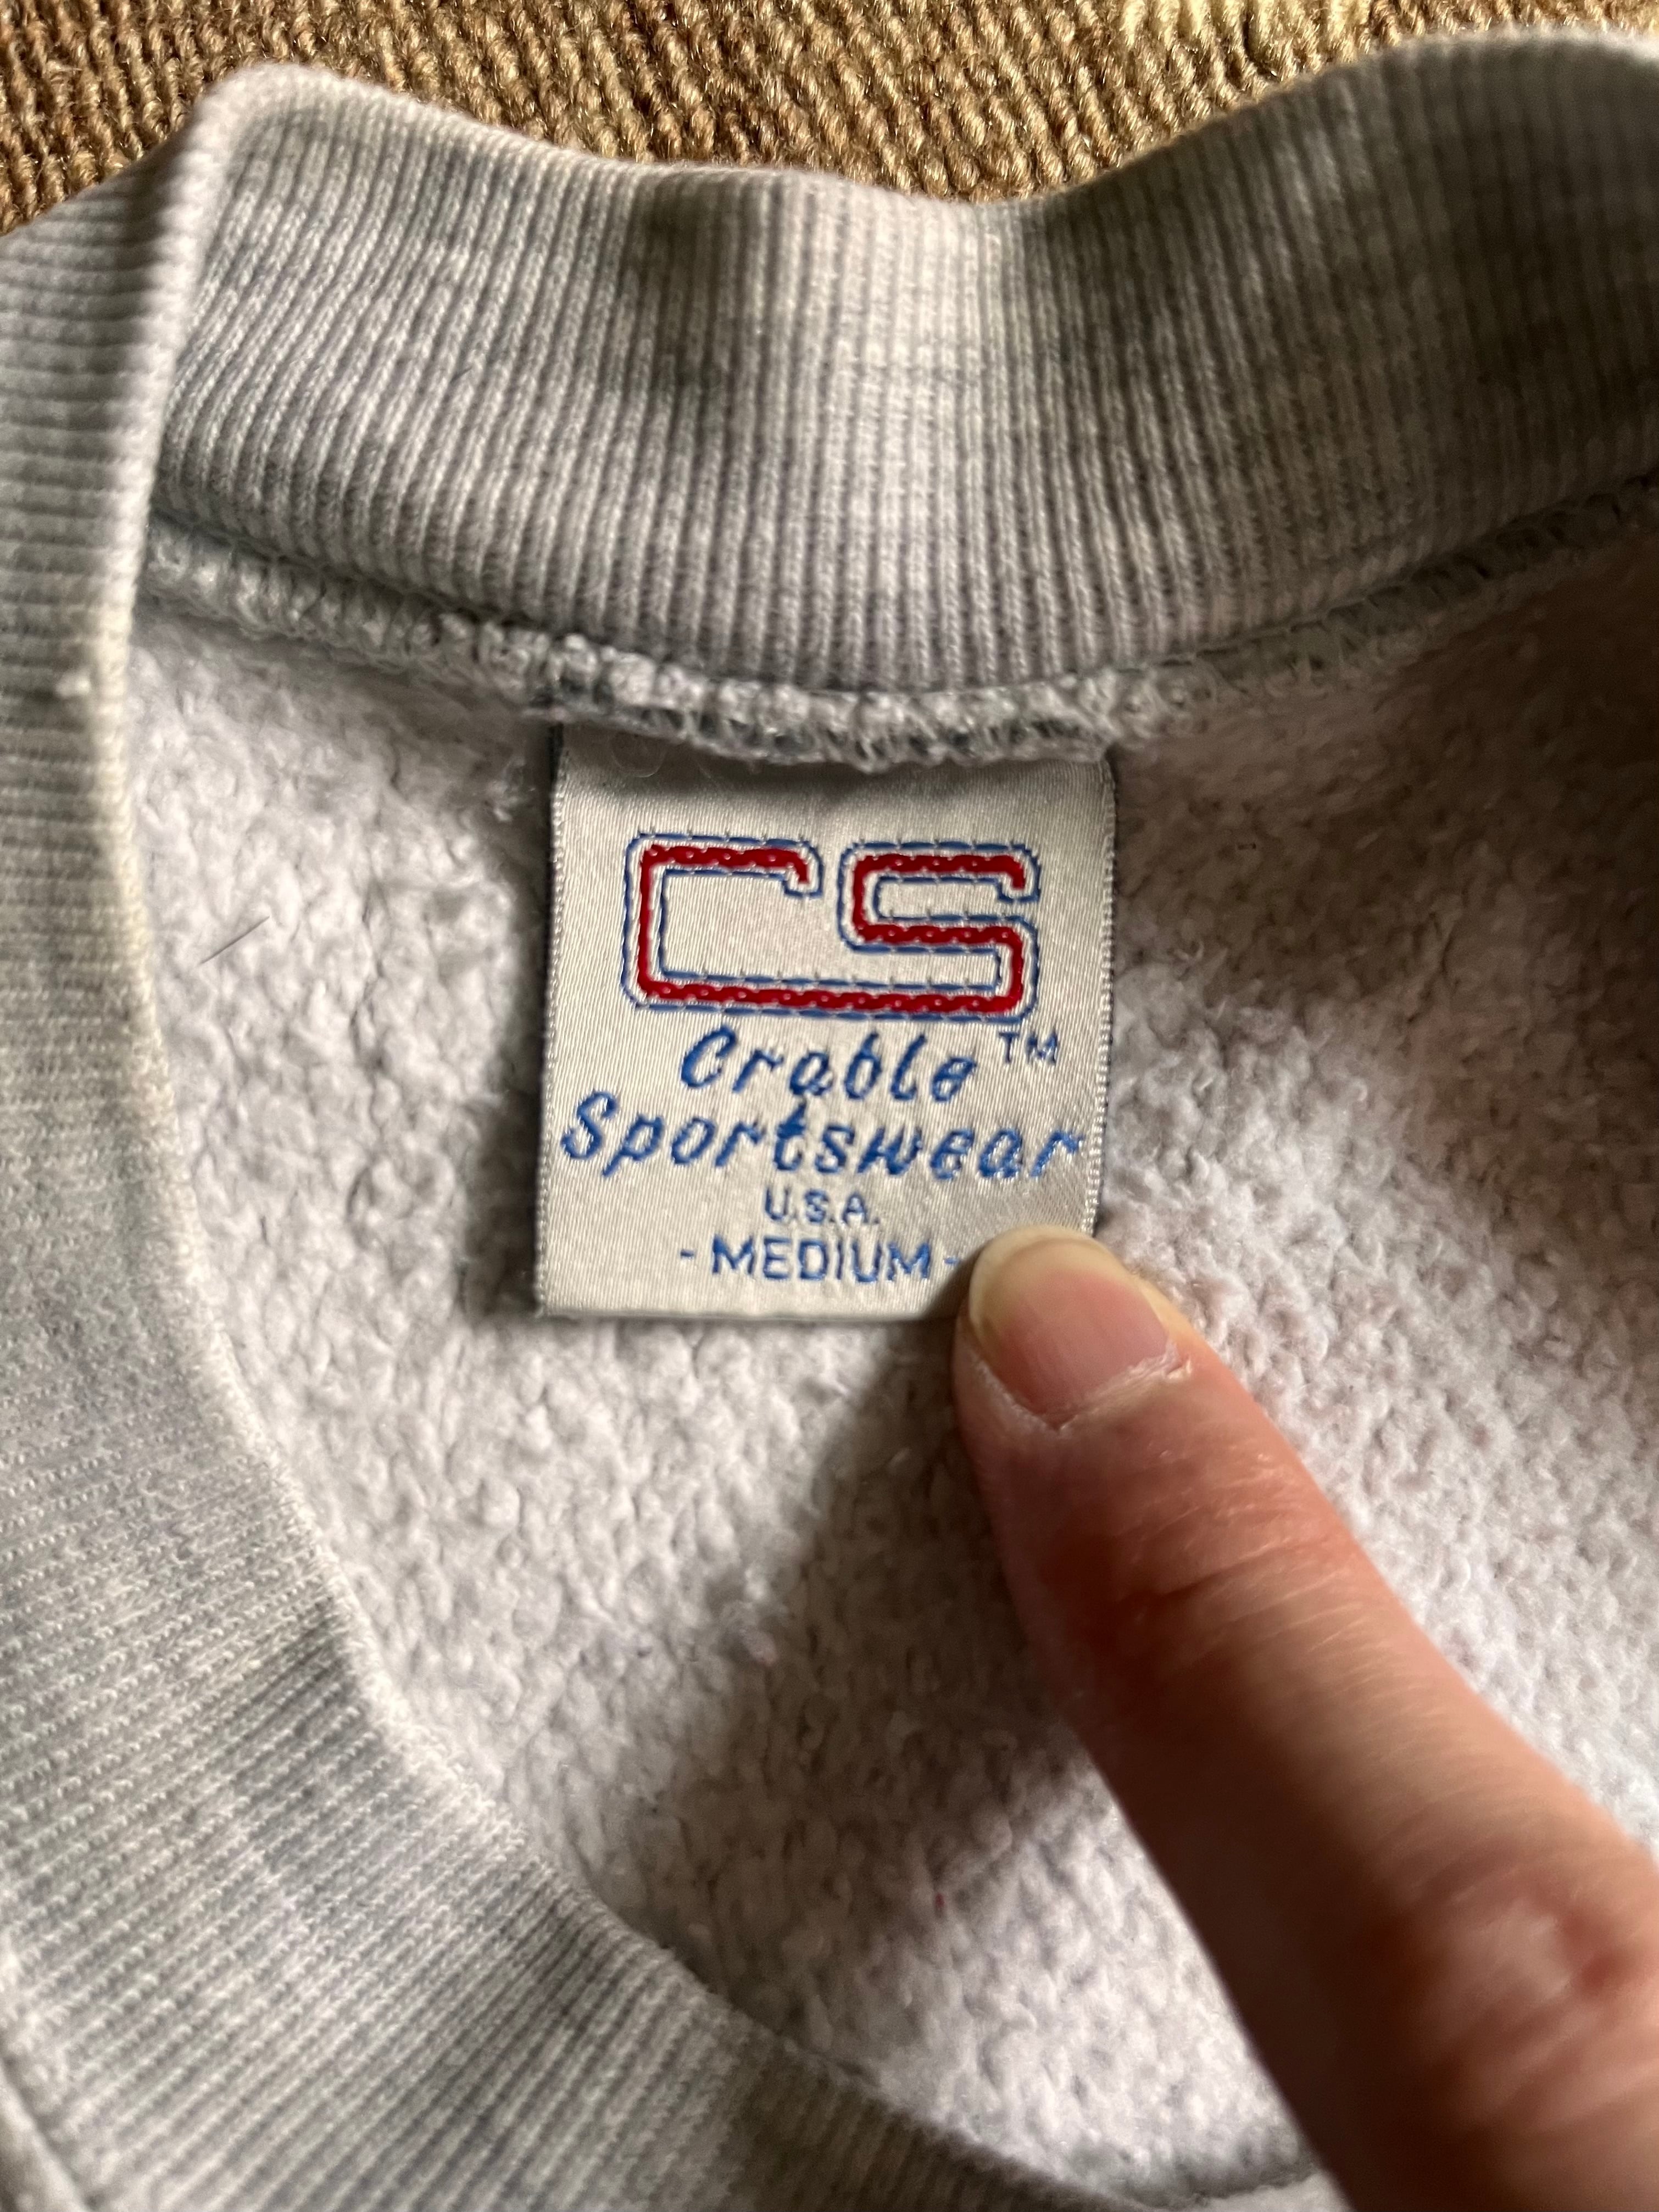 CS
Crable™
Sportswear
U.S.A.
- MEDIUM -